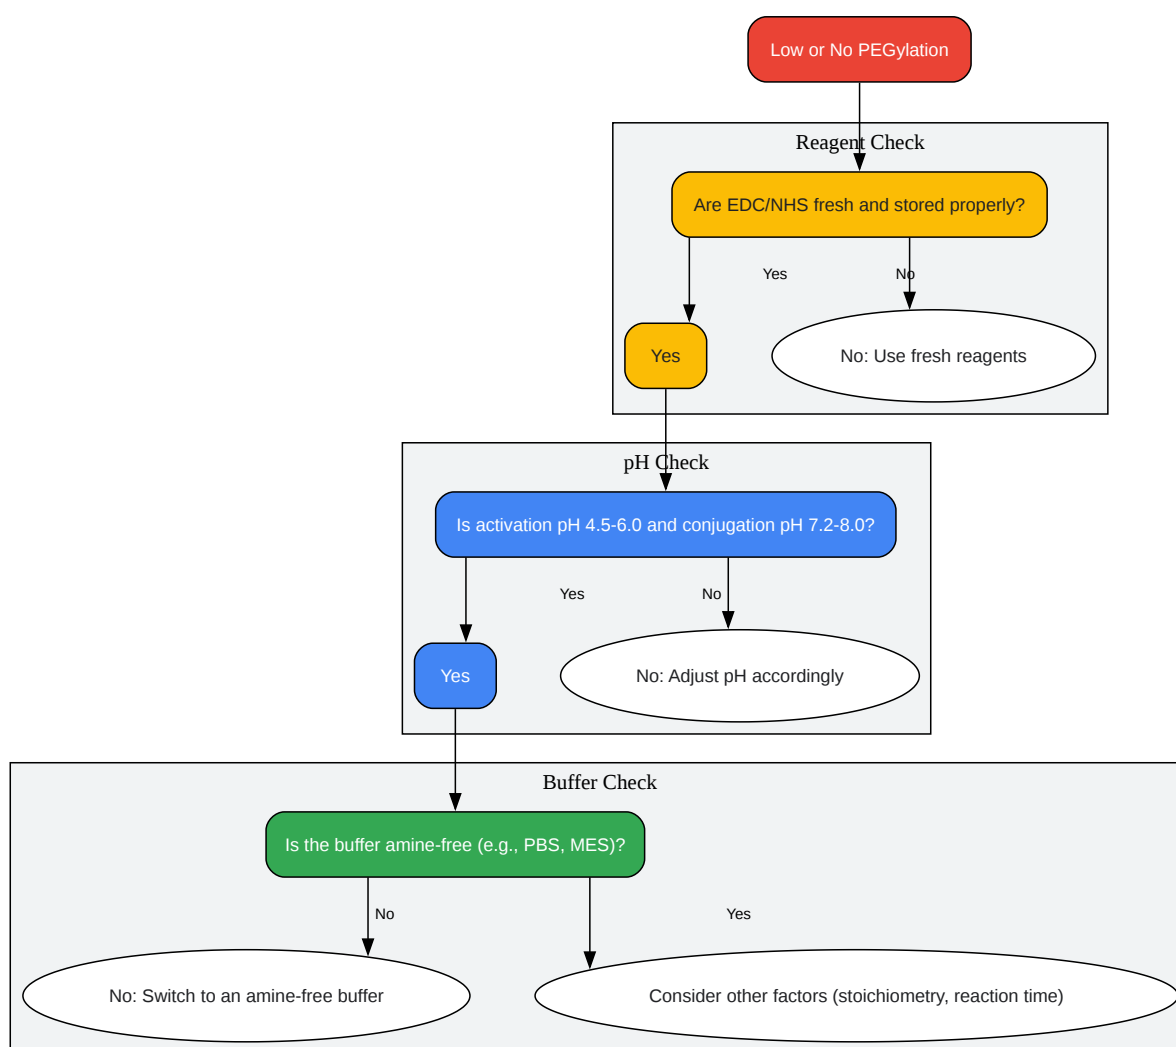 Low or No PEGylation
Reagent Check
Are EDC/NHS fresh and stored properly?
Yes
No
Yes
No: Use fresh reagents
pH Check
Is activation pH 4.5-6.0 and conjugation pH 7.2-8.0?
Yes
No
Yes
No: Adjust pH accordingly
Buffer Check
Is the buffer amine-free (e.g., PBS, MES)?
No
Yes
No: Switch to an amine-free buffer
Consider other factors (stoichiometry, reaction time)